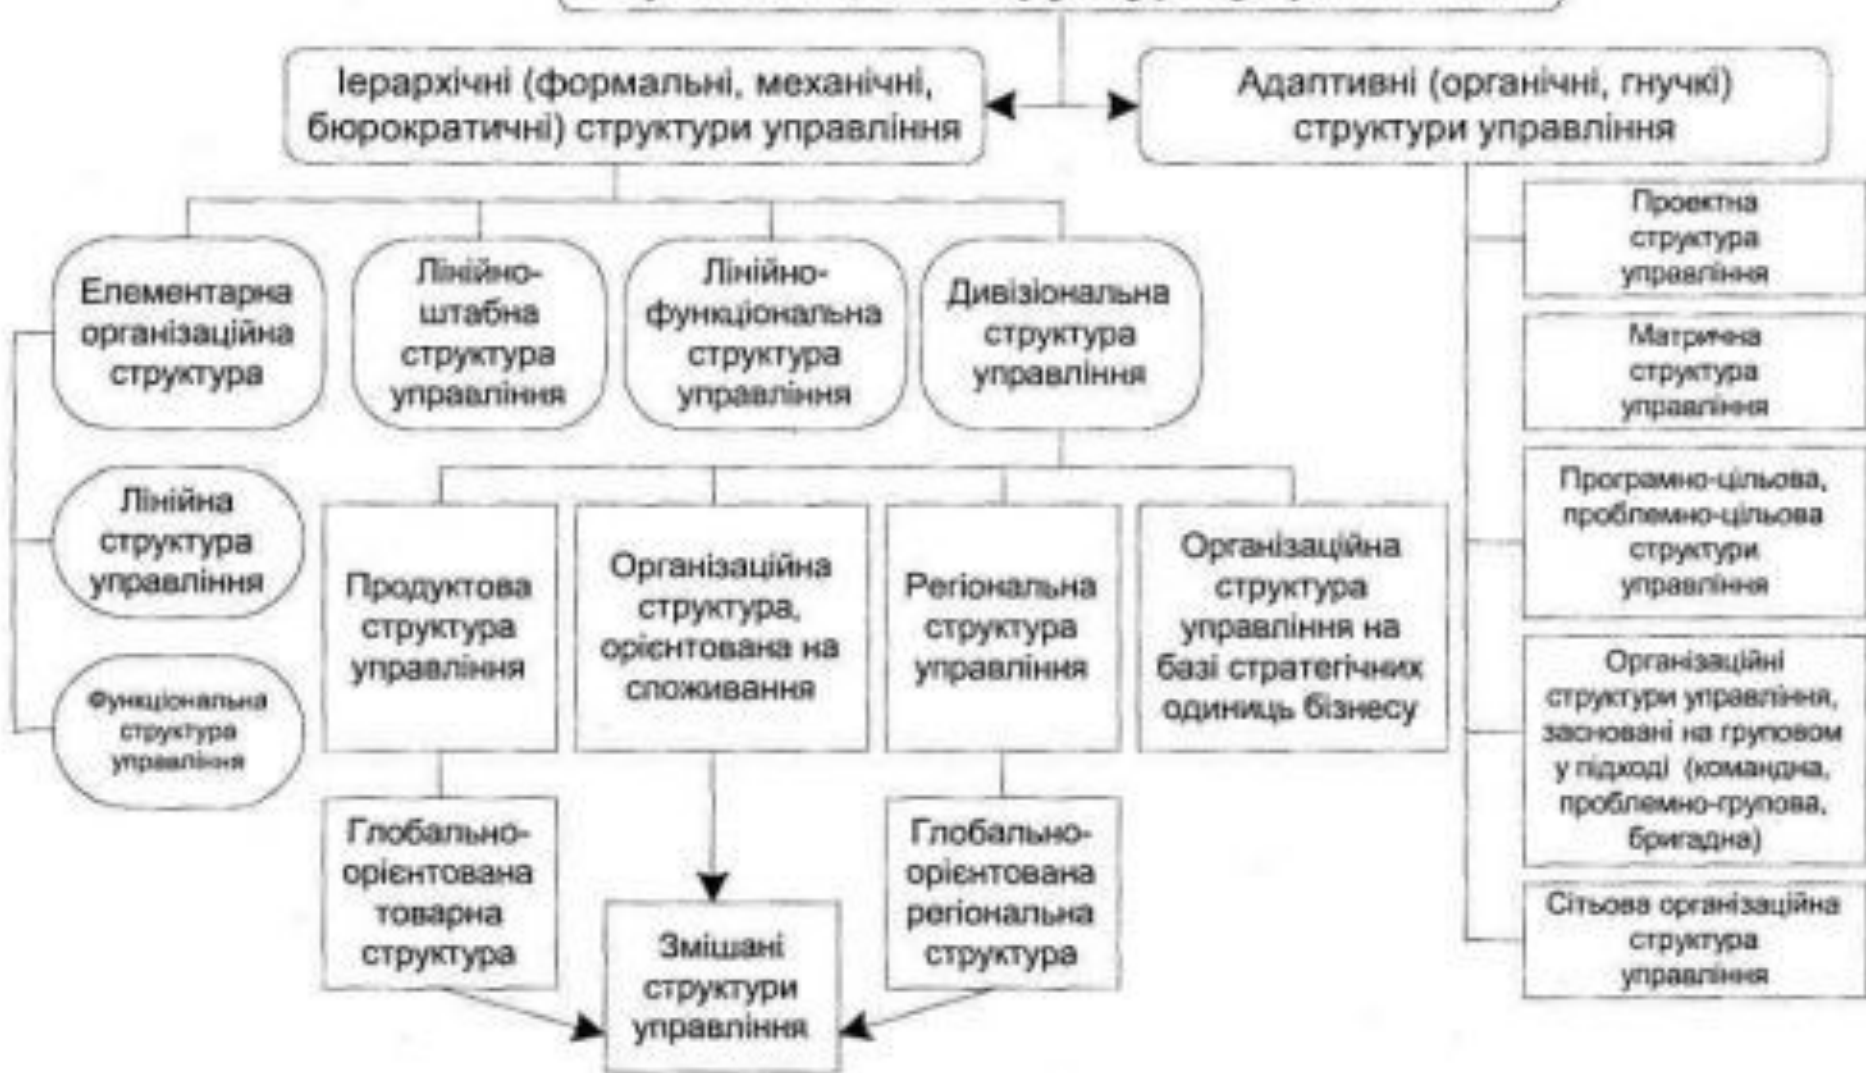 Ієрархічні (формальні, механічні,
бюрократичні) структури управління
Адаптивні (органічні, гнучкі)
структури управління
Елементарна
організаційна
структура
Лінійно-
штабна
структура
управління
Лінійно-
функціональна
структура
управління
Дивізіональна
структура
управління
Лінійна
структура
управління
Функціональна
структура
управління
Продуктова
структура
управління
Організаційна
структура,
орієнтована на
споживання
Регіональна
структура
управління
Організаційна
структура
управління на
базі стратегічних
одиниць бізнесу
Глобально-
орієнтована
товарна
структура
Змішані
структури
управління
Глобально-
орієнтована
регіональна
структура
Проектна
структура
управління
Матрична
структура
управління
Програмно-цільова,
проблемно-цільова
структури
управління
Організаційні
структури управління,
засновані на груповом
у підході (командна,
проблемно-групова,
бригадна)
Сітьова організаційна
структура
управління